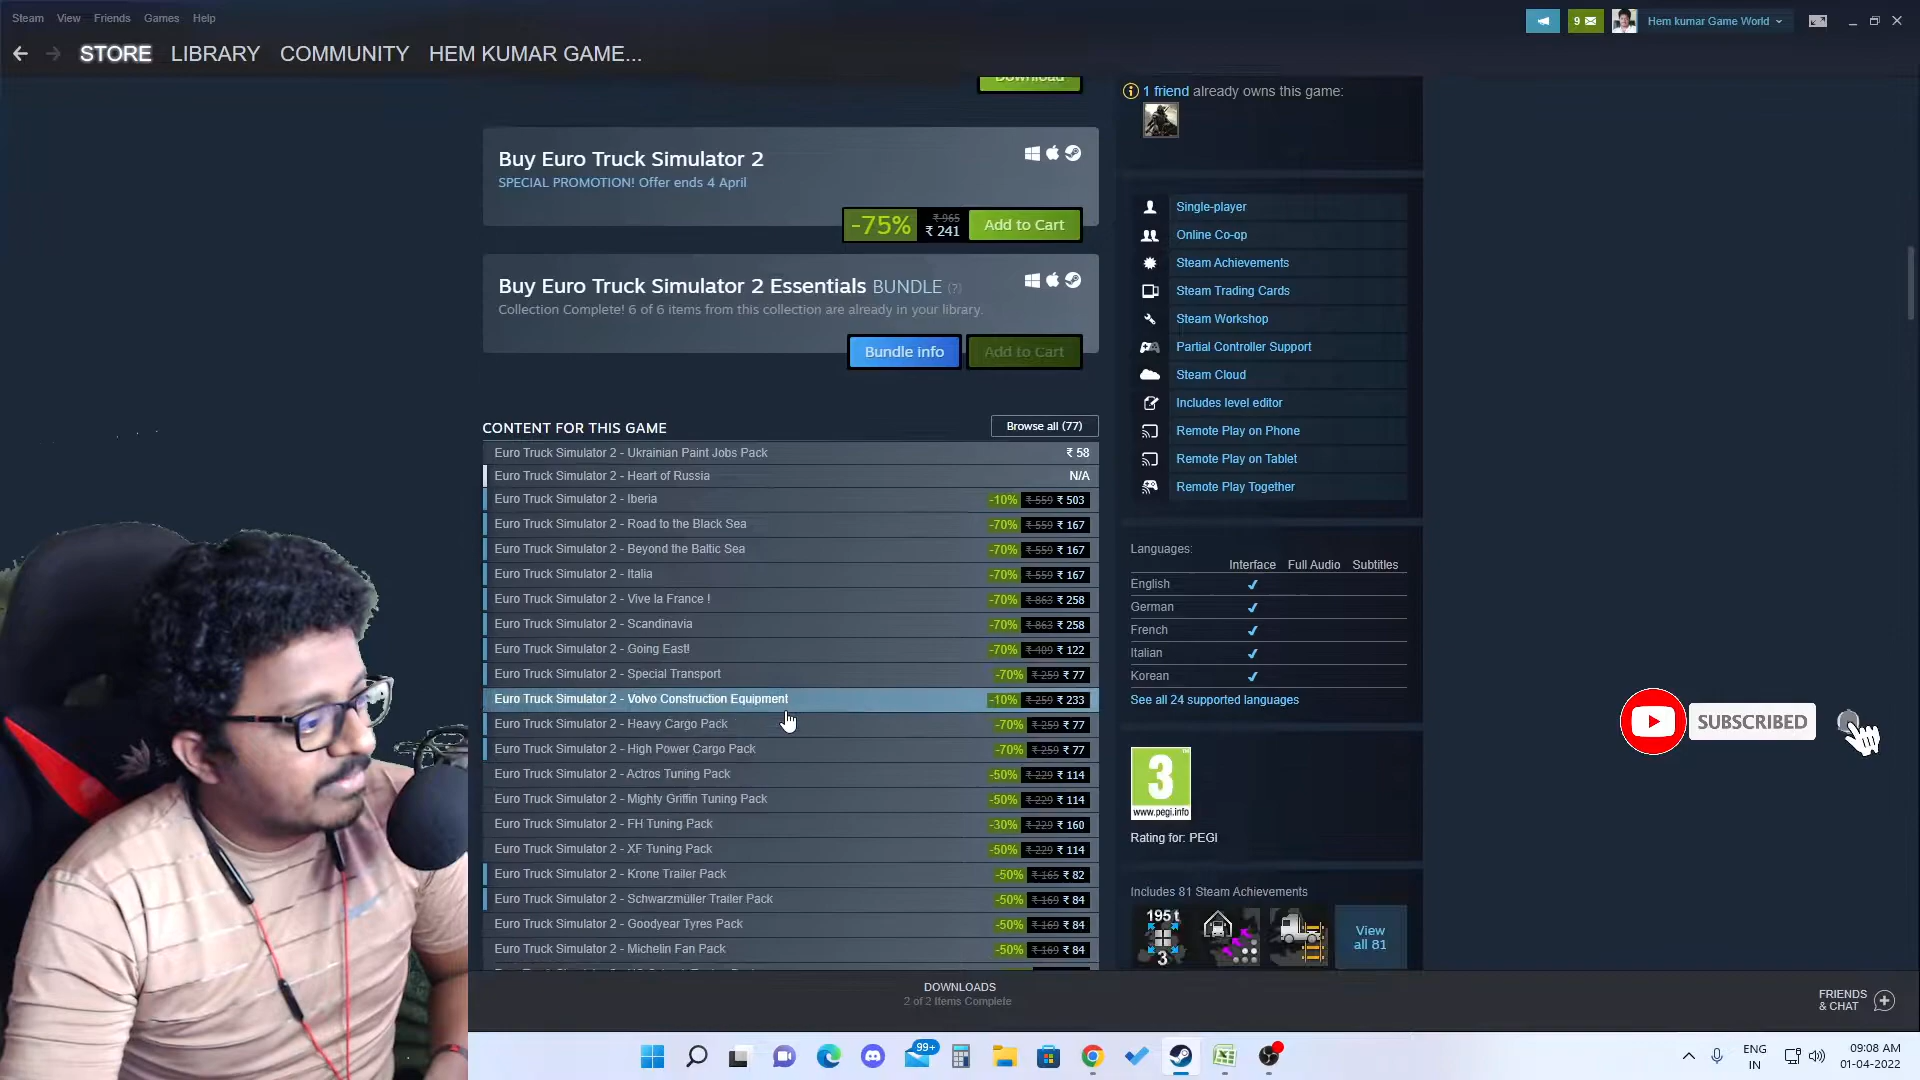 Steam View Friends Games Help
9 Hem kumar Game World
STORE LIBRARY COMMUNITY HEM KUMAR GAME...
Download
1 friend already owns this game:
Buy Euro Truck Simulator 2
SPECIAL PROMOTION! Offer ends 4 April
-75% ₹ 965 ₹ 241 Add to Cart
Buy Euro Truck Simulator 2 Essentials BUNDLE (?)
Collection Complete! 6 of 6 items from this collection are already in your library.
Bundle info Add to Cart
CONTENT FOR THIS GAME Browse all (77)
Euro Truck Simulator 2 - Ukrainian Paint Jobs Pack ₹ 58
Euro Truck Simulator 2 - Heart of Russia N/A
Euro Truck Simulator 2 - Iberia -10% ₹ 559 ₹ 503
Euro Truck Simulator 2 - Road to the Black Sea -70% ₹ 559 ₹ 167
Euro Truck Simulator 2 - Beyond the Baltic Sea -70% ₹ 559 ₹ 167
Euro Truck Simulator 2 - Italia -70% ₹ 559 ₹ 167
Euro Truck Simulator 2 - Vive la France ! -70% ₹ 863 ₹ 258
Euro Truck Simulator 2 - Scandinavia -70% ₹ 863 ₹ 258
Euro Truck Simulator 2 - Going East! -70% ₹ 409 ₹ 122
Euro Truck Simulator 2 - Special Transport -70% ₹ 259 ₹ 77
Euro Truck Simulator 2 - Volvo Construction Equipment -10% ₹ 259 ₹ 233
Euro Truck Simulator 2 - Heavy Cargo Pack -70% ₹ 259 ₹ 77
Euro Truck Simulator 2 - High Power Cargo Pack -70% ₹ 259 ₹ 77
Euro Truck Simulator 2 - Actros Tuning Pack -50% ₹ 229 ₹ 114
Euro Truck Simulator 2 - Mighty Griffin Tuning Pack -50% ₹ 229 ₹ 114
Euro Truck Simulator 2 - FH Tuning Pack -30% ₹ 229 ₹ 160
Euro Truck Simulator 2 - XF Tuning Pack -50% ₹ 229 ₹ 114
Euro Truck Simulator 2 - Krone Trailer Pack -50% ₹ 165 ₹ 82
Euro Truck Simulator 2 - Schwarzmüller Trailer Pack -50% ₹ 169 ₹ 84
Euro Truck Simulator 2 - Goodyear Tyres Pack -50% ₹ 169 ₹ 84
Euro Truck Simulator 2 - Michelin Fan Pack -50% ₹ 169 ₹ 84
Single-player
Online Co-op
Steam Achievements
Steam Trading Cards
Steam Workshop
Partial Controller Support
Steam Cloud
Includes level editor
Remote Play on Phone
Remote Play on Tablet
Remote Play Together
Languages:
Interface Full Audio Subtitles
English ✔
German ✔
French ✔
Italian ✔
Korean ✔
See all 24 supported languages
3
www.pegi.info
Rating for: PEGI
Includes 81 Steam Achievements
195 t
3
View
all 81
SUBSCRIBED
DOWNLOADS
2 of 2 Items Complete
FRIENDS
& CHAT
99+
ENG
IN
09:08 AM
01-04-2022